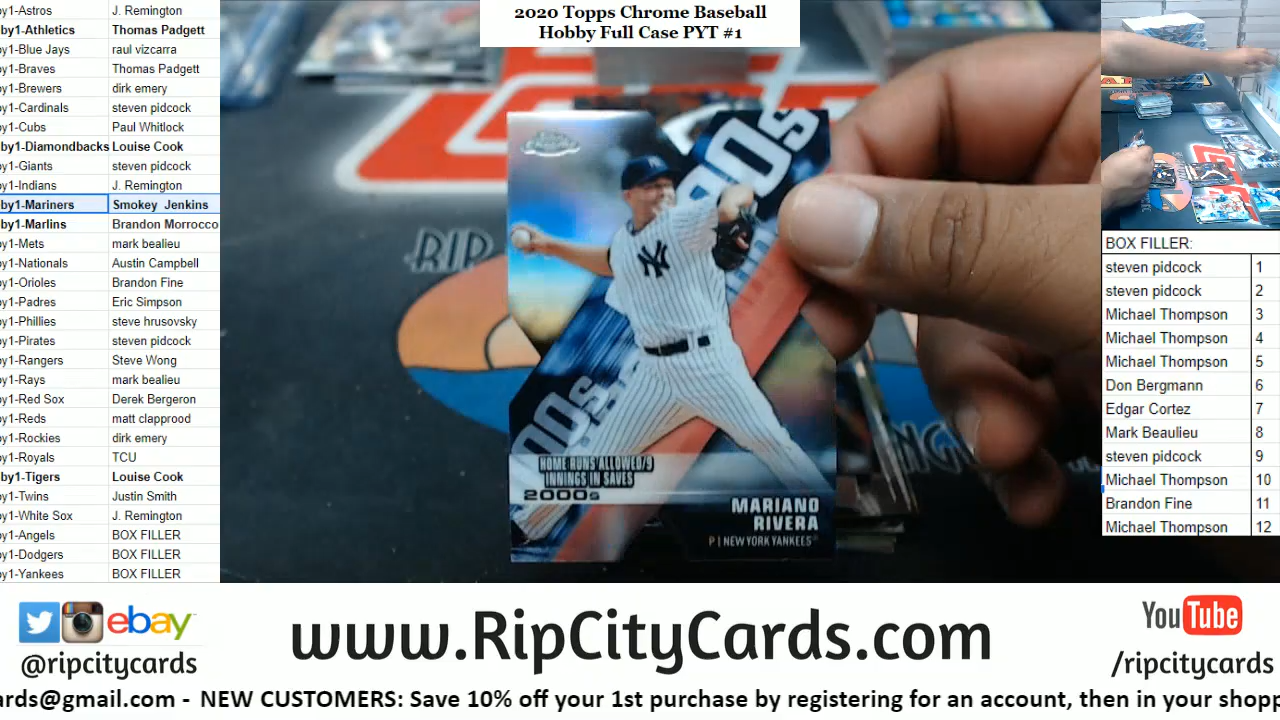 2020 Topps Chrome Baseball
Hobby Full Case PYT #1
by1-Astros J. Remington
by1-Athletics Thomas Padgett
by1-Blue Jays raul vizcarra
by1-Braves Thomas Padgett
by1-Brewers dirk emery
by1-Cardinals steven pidcock
by1-Cubs Paul Whitlock
by1-Diamondbacks Louise Cook
by1-Giants steven pidcock
by1-Indians J. Remington
by1-Mariners Smokey Jenkins
by1-Marlins Brandon Morrocco
by1-Mets mark bealieu
by1-Nationals Austin Campbell
by1-Orioles Brandon Fine
by1-Padres Eric Simpson
by1-Phillies steve hrusovsky
by1-Pirates steven pidcock
by1-Rangers Steve Wong
by1-Rays mark bealieu
by1-Red Sox Derek Bergeron
by1-Reds matt clapprood
by1-Rockies dirk emery
by1-Royals TCU
by1-Tigers Louise Cook
by1-Twins Justin Smith
by1-White Sox J. Remington
by1-Angels BOX FILLER
by1-Dodgers BOX FILLER
by1-Yankees BOX FILLER
RIP
00s
00s
HOME RUNS ALLOWED/9
INNINGS IN SAVES
2000s
MARIANO
RIVERA
P | NEW YORK YANKEES
BOX FILLER:
steven pidcock 1
steven pidcock 2
Michael Thompson 3
Michael Thompson 4
Michael Thompson 5
Don Bergmann 6
Edgar Cortez 7
Mark Beaulieu 8
steven pidcock 9
Michael Thompson 10
Brandon Fine 11
Michael Thompson 12
ebay
@ripcitycards
www.RipCityCards.com
YouTube
/ripcitycards
ards@gmail.com - NEW CUSTOMERS: Save 10% off your 1st purchase by registering for an account, then in your shopp